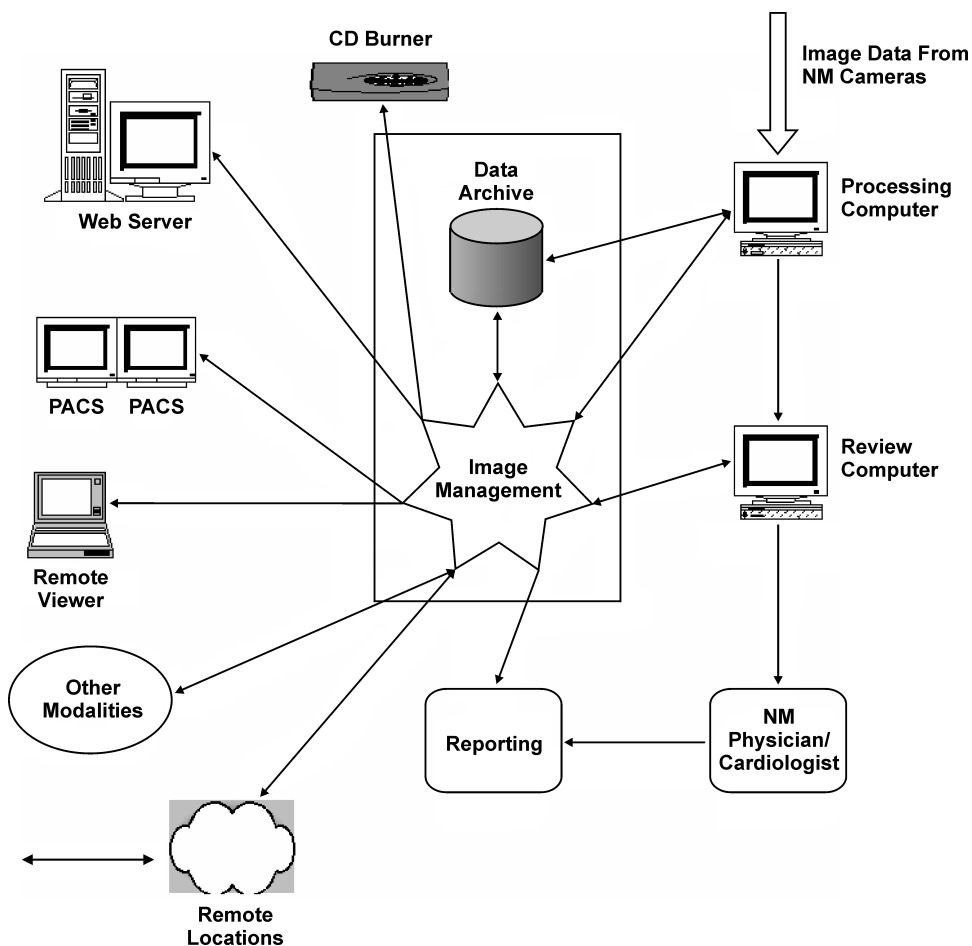 CD Burner
Image Data From
NM Cameras
Web Server
Data
Archive
Processing
Computer
PACS PACS
Image
Management
Review
Computer
Remote
Viewer
Other
Modalities
Reporting
NM
Physician/
Cardiologist
Remote
Locations